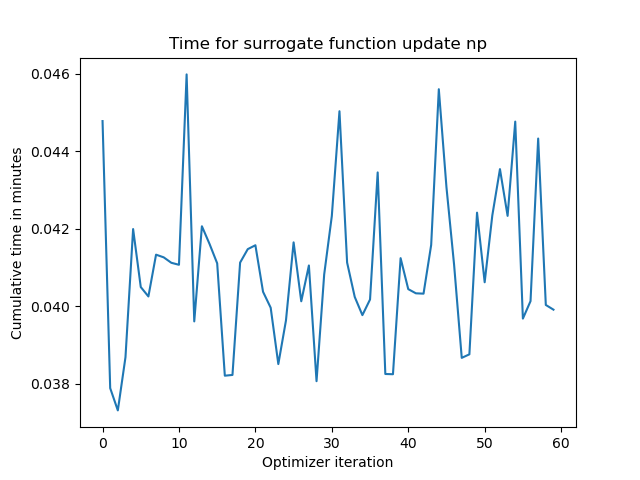 Time for surrogate function update np
Cumulative time in minutes
0.046
0.044
0.042
0.040
0.038
0 10 20 30 40 50 60
Optimizer iteration